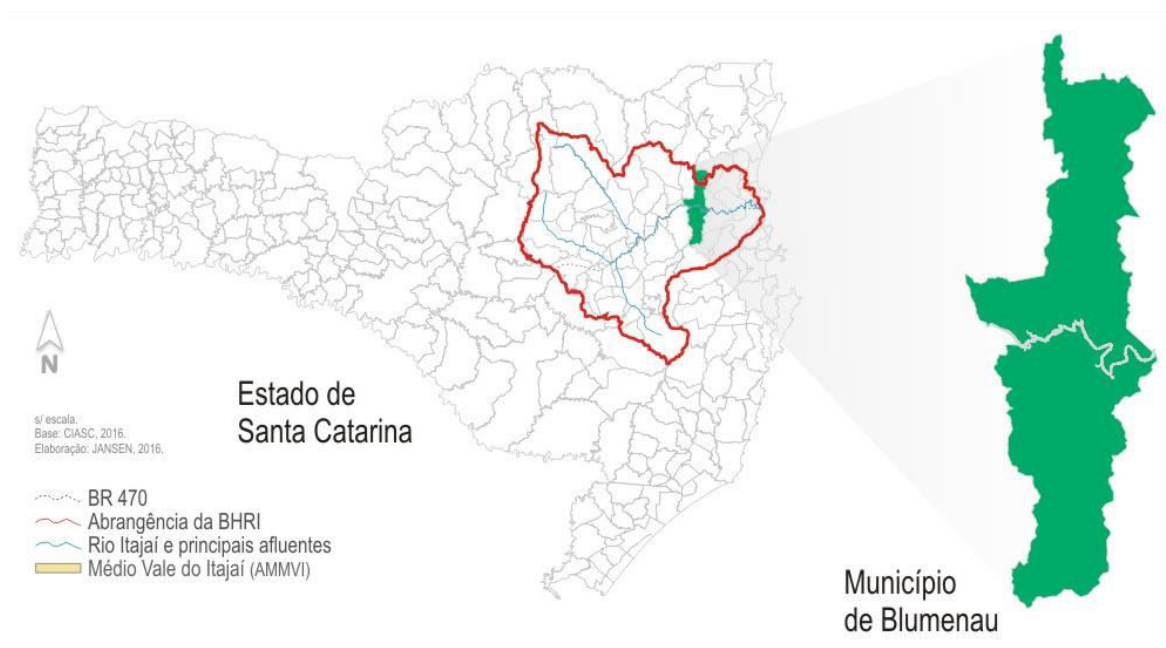 N
Estado de
Santa Catarina
s/ escala.
Base: CIASC, 2016.
Elaboração: JANSEN, 2016.
BR 470
Abrangência da BHRI
Rio Itajaí e principais afluentes
Médio Vale do Itajaí (AMMVI)
Município
de Blumenau